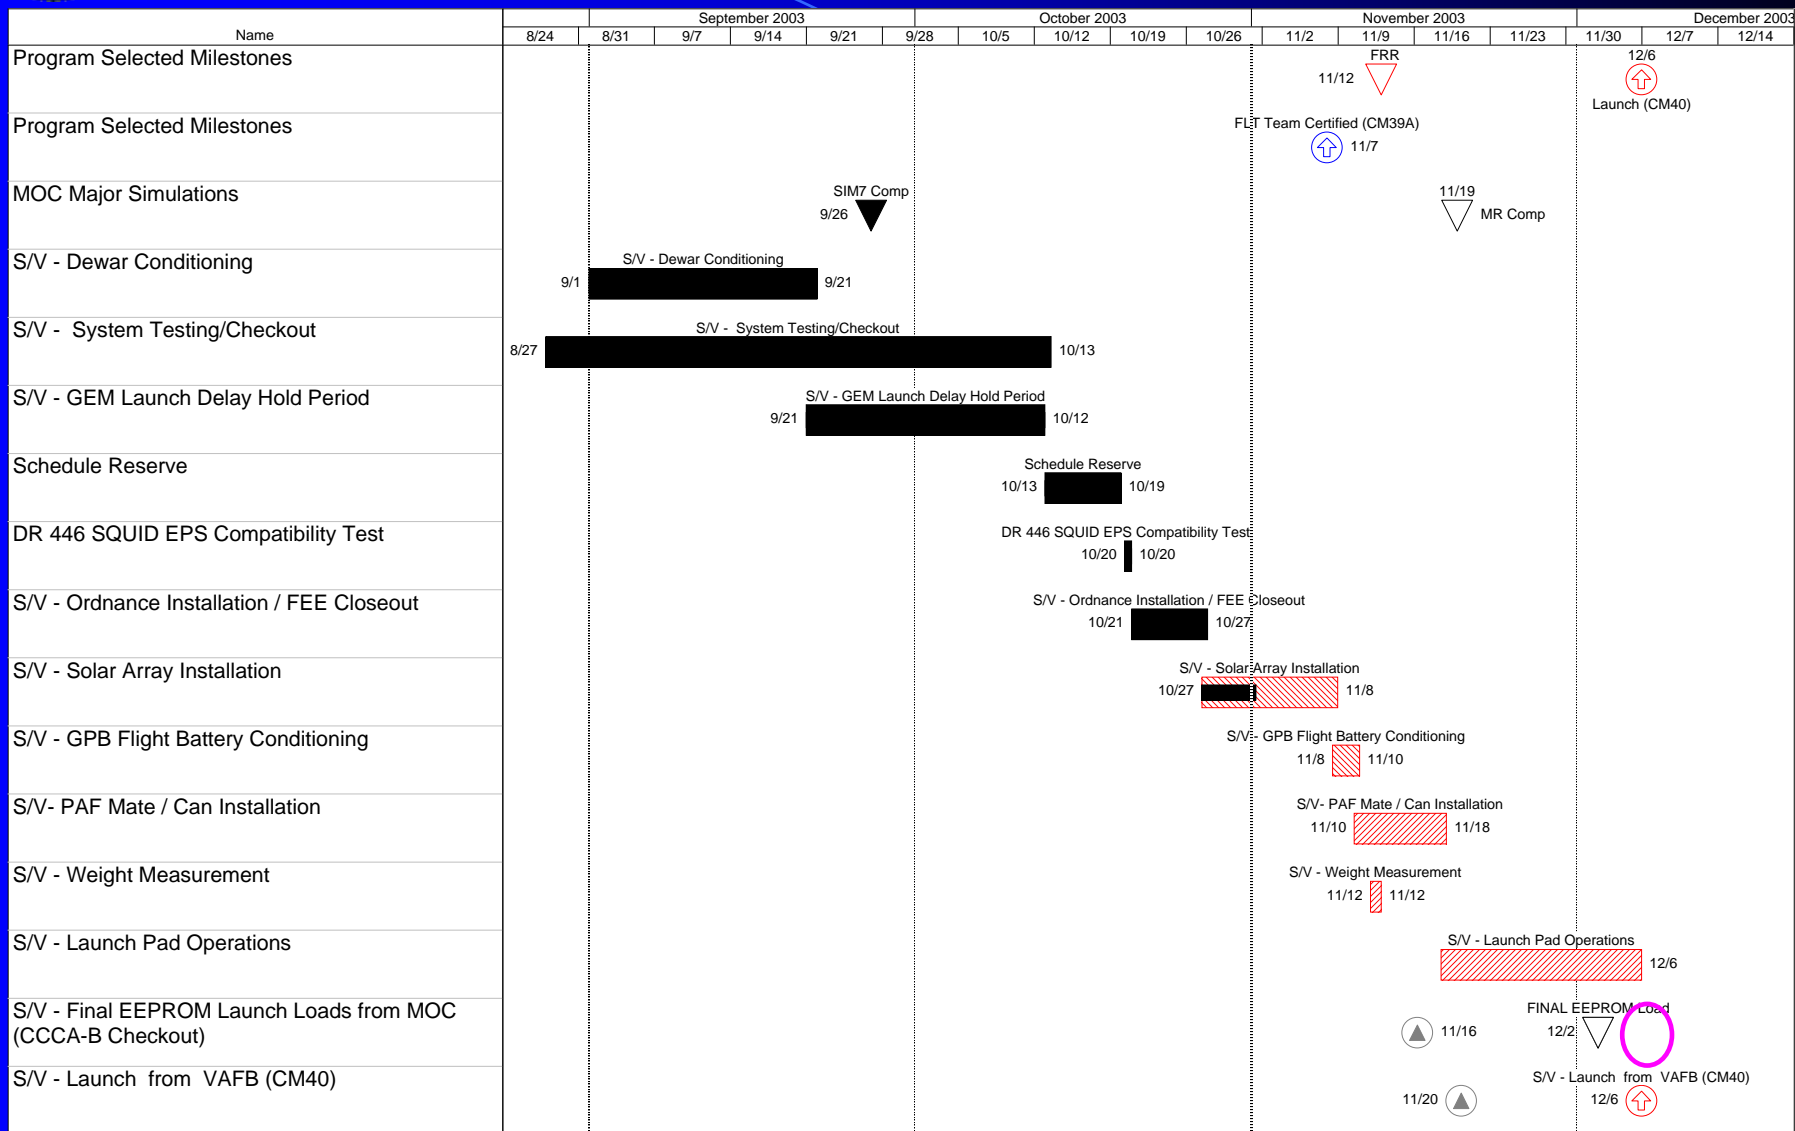 September 2003 October 2003 November 2003 December 2003
Name 8/24 8/31 9/7 9/14 9/21 9/28 10/5 10/12 10/19 10/26 11/2 11/9 11/16 11/23 11/30 12/7 12/14
Program Selected Milestones FRR 12/6
11/12
Launch (CM40)
Program Selected Milestones FLT Team Certified (CM39A)
11/7
MOC Major Simulations SIM7 Comp 11/19
9/26 MR Comp
S/V - Dewar Conditioning S/V - Dewar Conditioning
9/1 9/21
S/V - System Testing/Checkout S/V - System Testing/Checkout
8/27 10/13
S/V - GEM Launch Delay Hold Period S/V - GEM Launch Delay Hold Period
9/21 10/12
Schedule Reserve Schedule Reserve
10/13 10/19
DR 446 SQUID EPS Compatibility Test DR 446 SQUID EPS Compatibility Test
10/20 10/20
S/V - Ordnance Installation / FEE Closeout S/V - Ordnance Installation / FEE Closeout
10/21 10/27
S/V - Solar Array Installation S/V - Solar Array Installation
10/27 11/8
S/V - GPB Flight Battery Conditioning S/V - GPB Flight Battery Conditioning
11/8 11/10
S/V- PAF Mate / Can Installation S/V- PAF Mate / Can Installation
11/10 11/18
S/V - Weight Measurement S/V - Weight Measurement
11/12 11/12
S/V - Launch Pad Operations S/V - Launch Pad Operations
12/6
S/V - Final EEPROM Launch Loads from MOC FINAL EEPROM Load
(CCCA-B Checkout) 11/16 12/2
S/V - Launch from VAFB (CM40) S/V - Launch from VAFB (CM40)
11/20 12/6